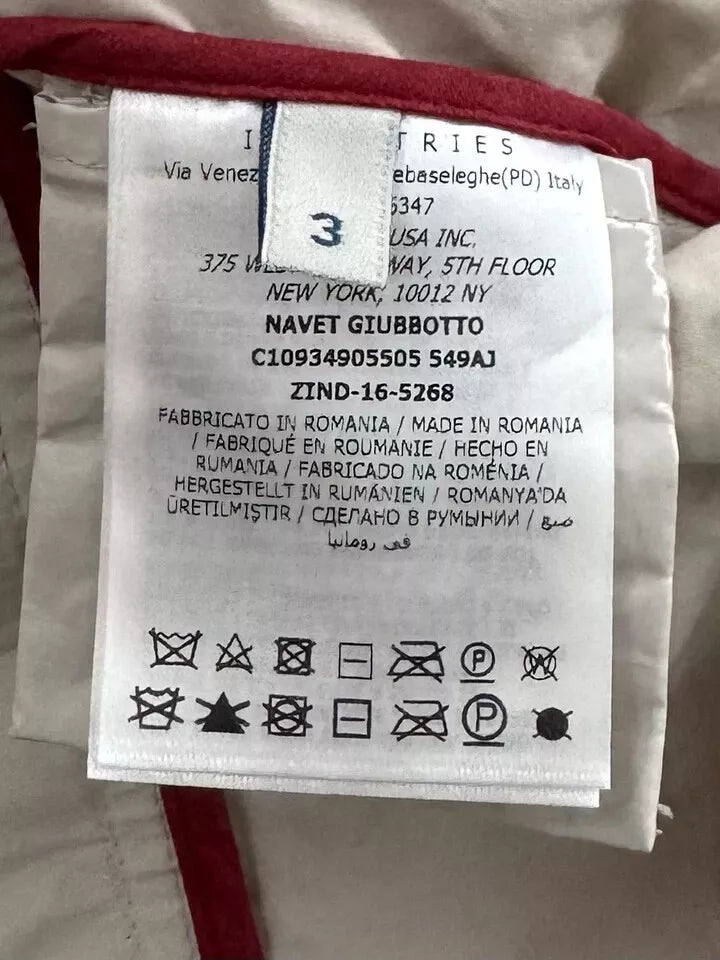 I TRIES
Via Venez ebaseleghe(PD) Italy
5347
USA INC.
375 WAY, 5TH FLOOR
NEW YORK, 10012 NY
3
NAVET GIUBBOTTO
C10934905505 549AJ
ZIND-16-5268
FABBRICATO IN ROMANIA / MADE IN ROMANIA
/ FABRIQUÉ EN ROUMANIE / HECHO EN
RUMANIA / FABRICADO NA ROMÉNIA /
HERGESTELLT IN RUMÁNIEN / ROMANYA'DA
ÜRETILMIŞTIR / СДЕЛАНО В РУМЫНИИ / صنع
في رومانيا
P W
P